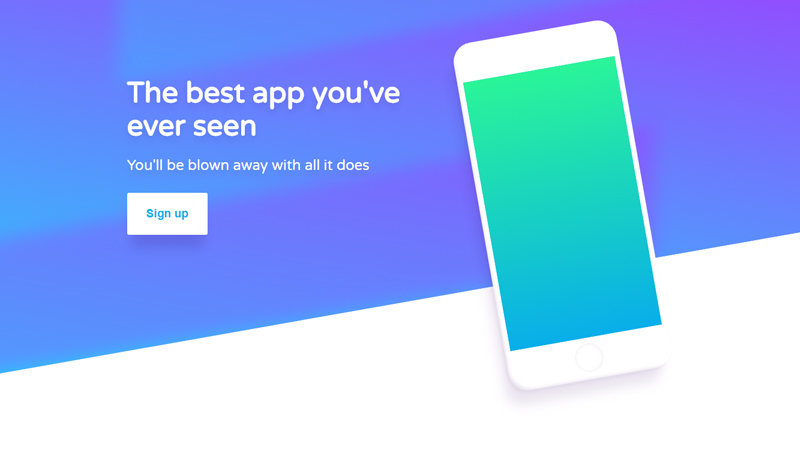 The best app you've
ever seen
You'll be blown away with all it does
Sign up